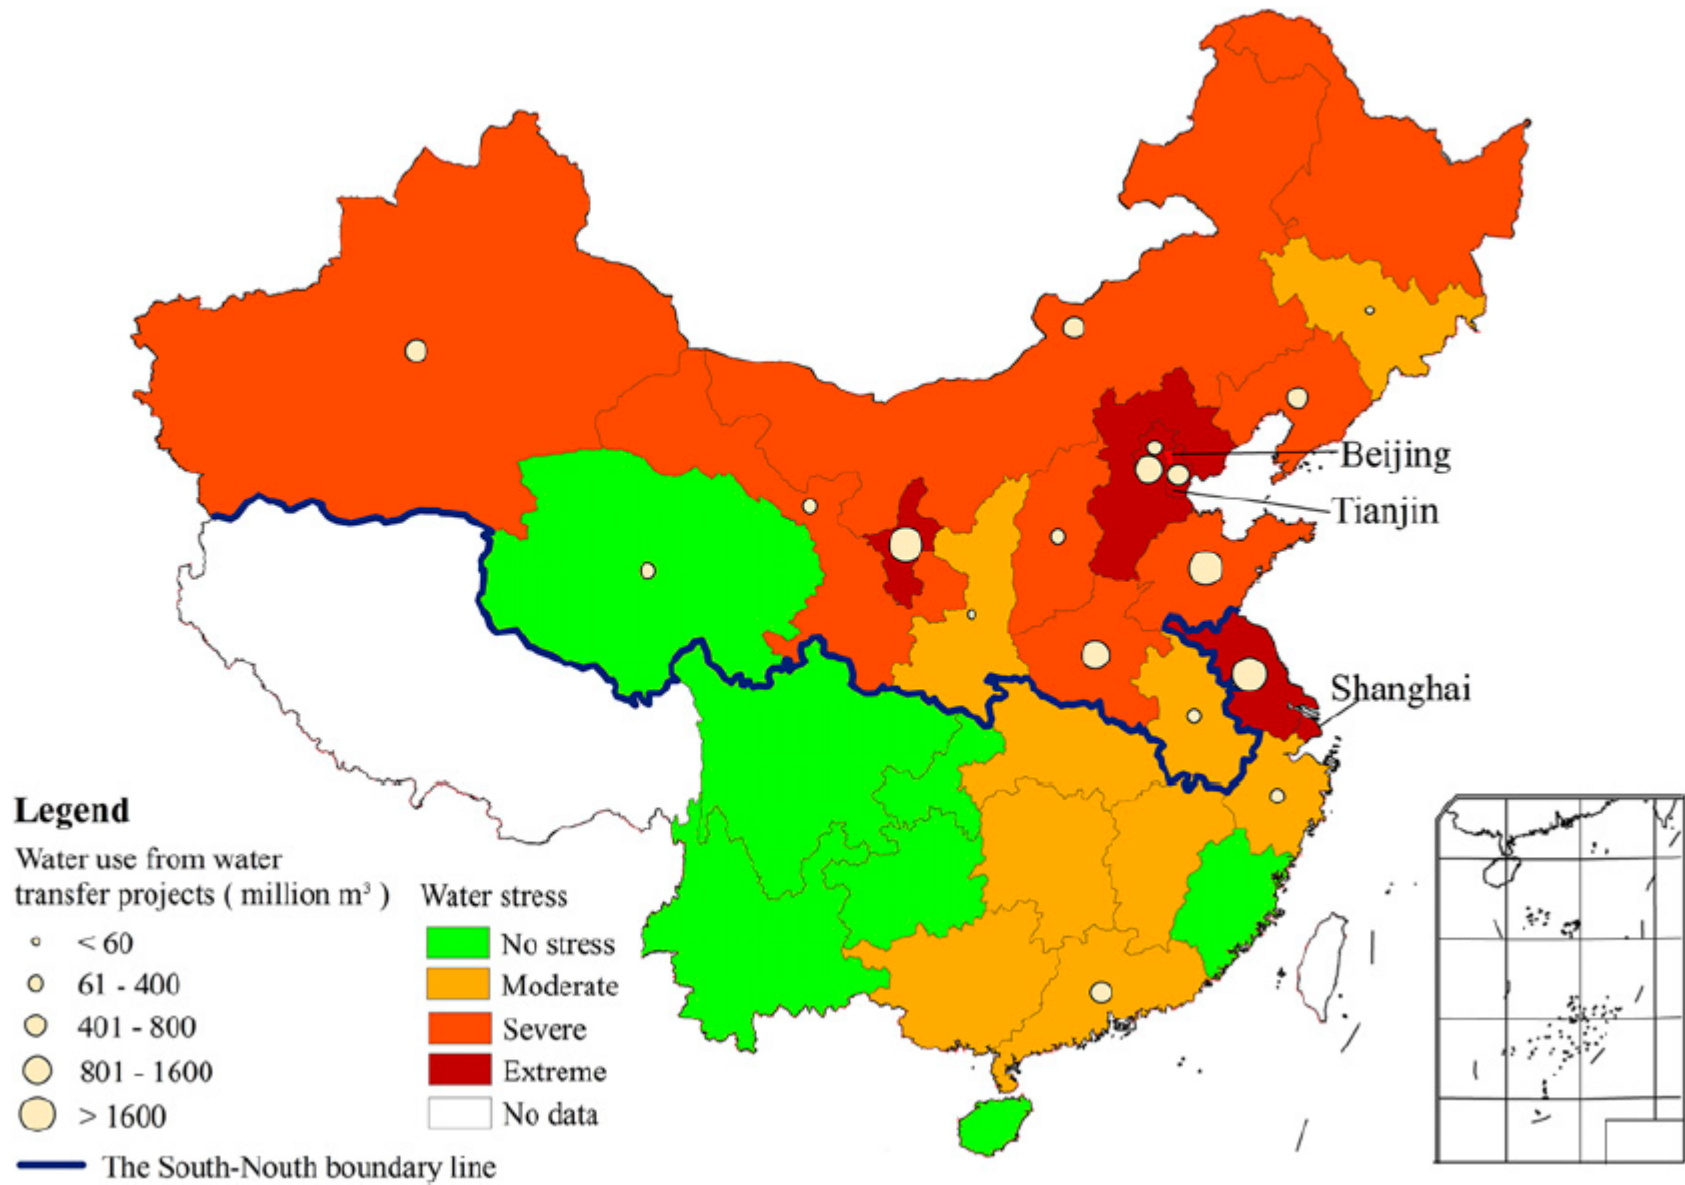 Beijing
Tianjin
Shanghai
Legend
Water use from water
transfer projects ( million m³ )
< 60
61 - 400
401 - 800
801 - 1600
> 1600
The South-Nouth boundary line
Water stress
No stress
Moderate
Severe
Extreme
No data